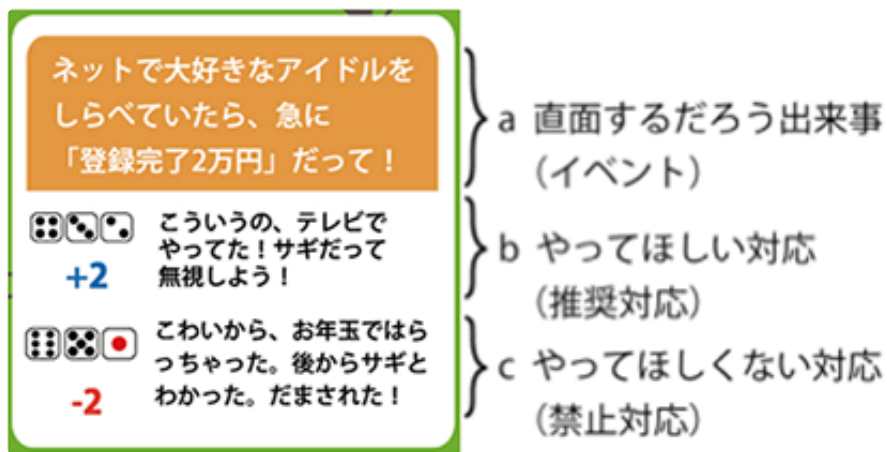 ネットで大好きなアイドルを
しらべていたら、急に
「登録完了2万円」だって！
こういうの、テレビで
やってた！サギだって
無視しよう！
+2
こわいから、お年玉ではら
っちゃった。後からサギと
わかった。だまされた！
-2
a 直面するだろう出来事
（イベント）
b やってほしい対応
（推奨対応）
c やってほしくない対応
（禁止対応）